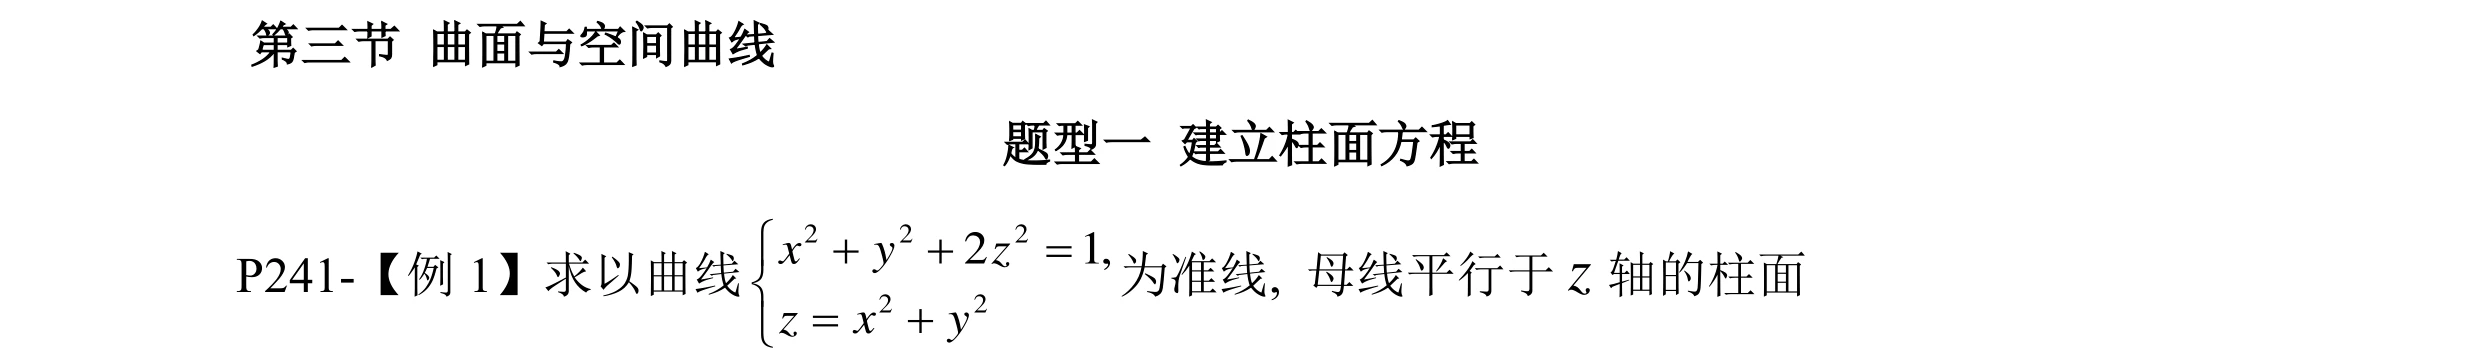 第三节 曲面与空间曲线
题型一 建立柱面方程
P241-【例 1】求以曲线 $\begin{cases} x^2 + y^2 + 2z^2 = 1, \\ z = x^2 + y^2 \end{cases}$ 为准线, 母线平行于 z 轴的柱面